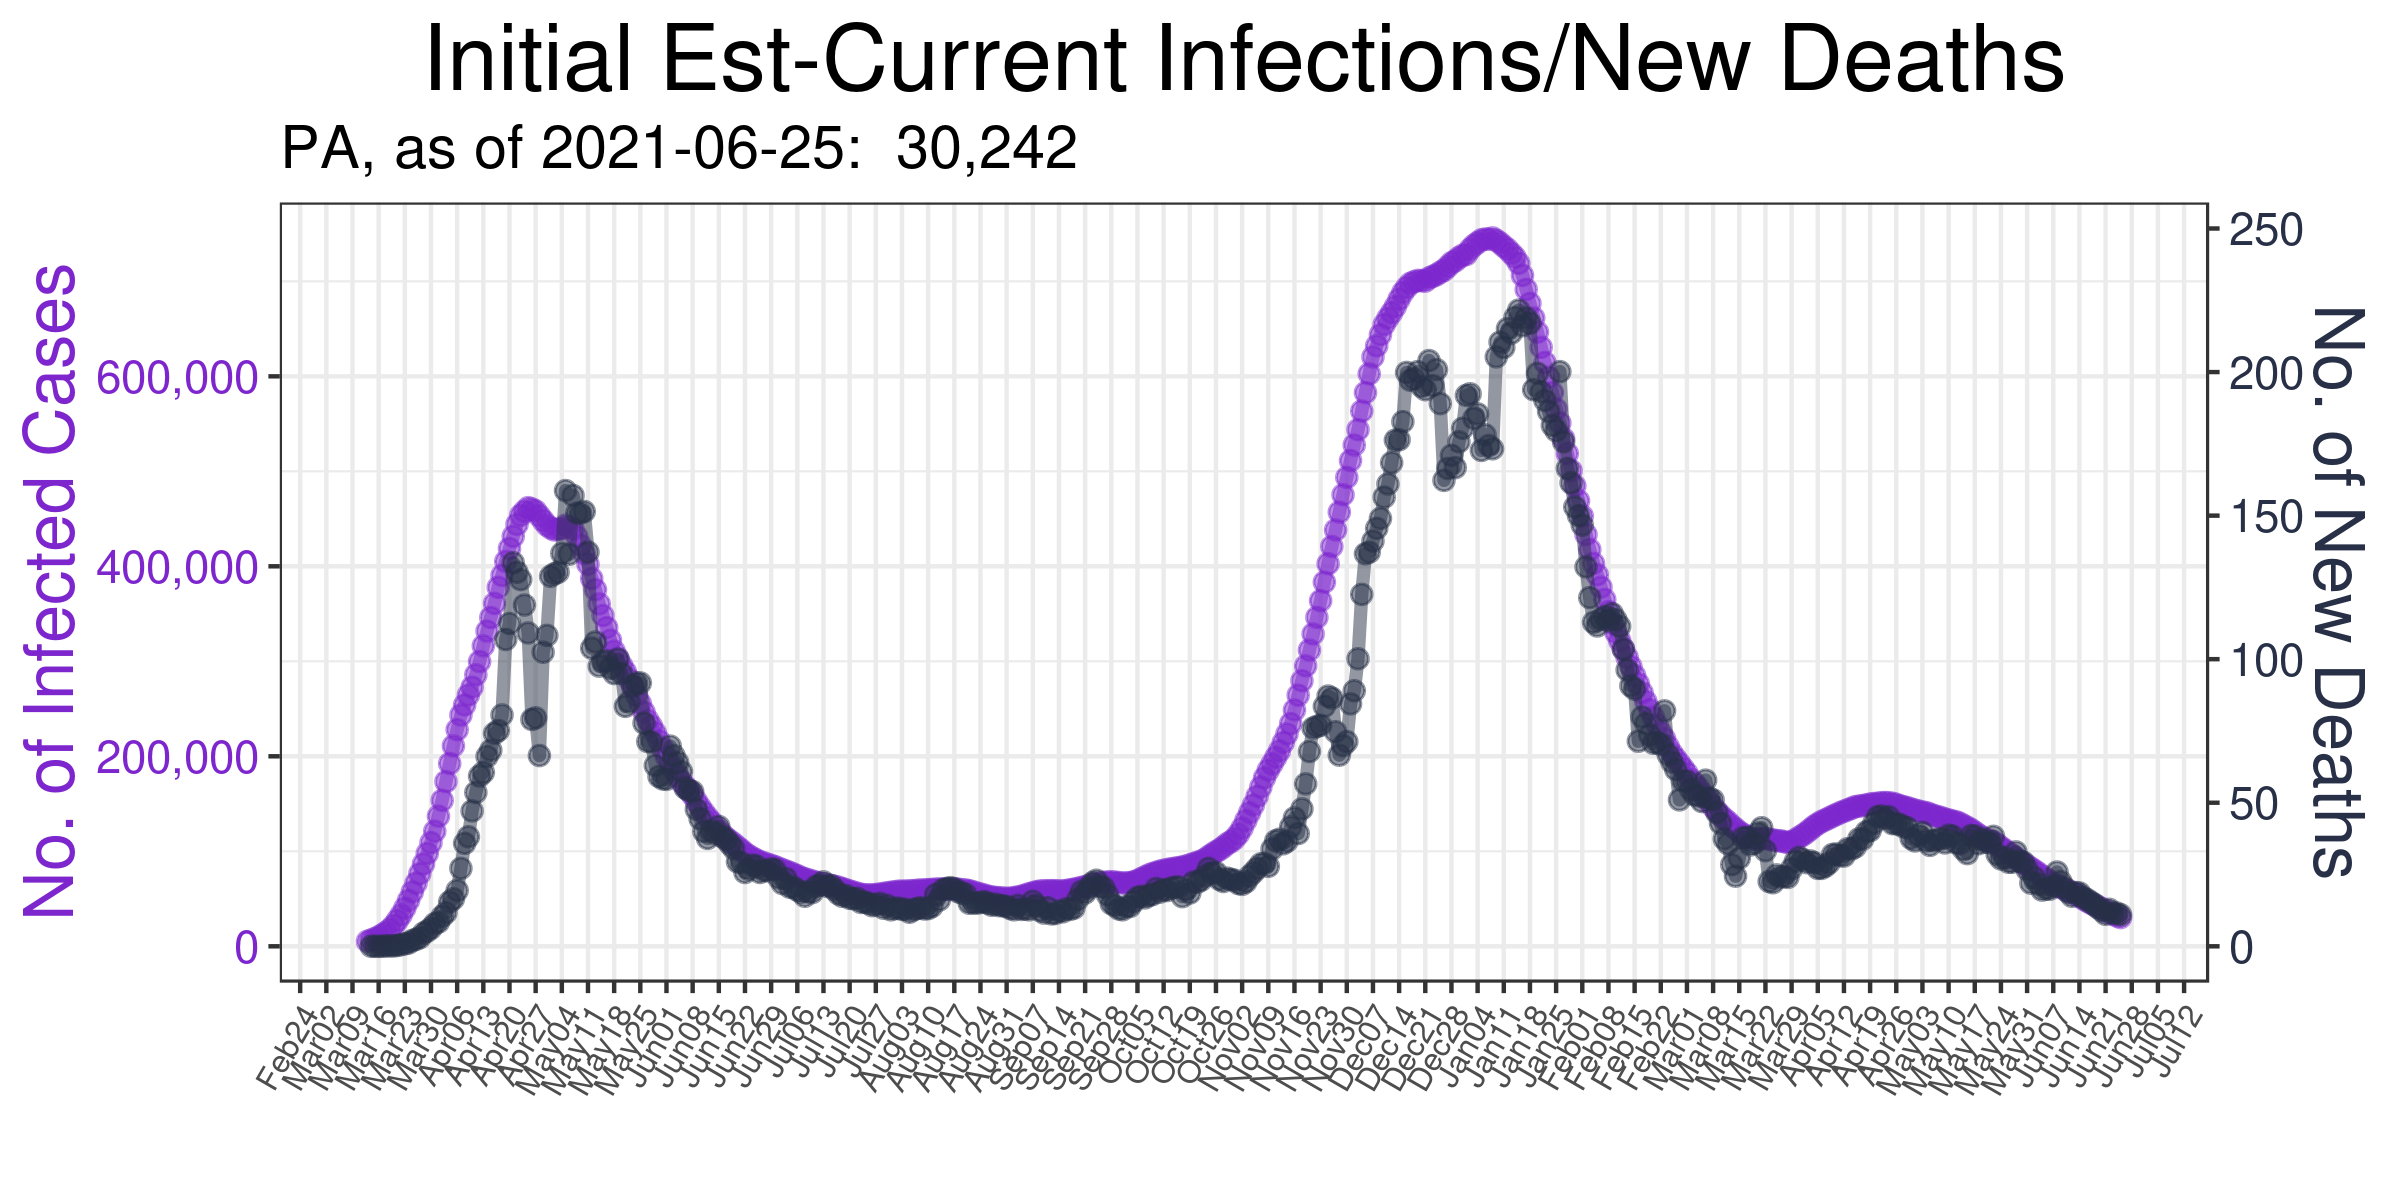 Initial Est-Current Infections/New Deaths
PA, as of 2021-06-25: 30,242
No. of Infected Cases
600,000
400,000
200,000
0
250
200
150
100
50
0
No. of New Deaths
Feb24
Mar02
Mar09
Mar16
Mar23
Mar30
Apr06
Apr13
Apr20
Apr27
May04
May11
May18
May25
Jun01
Jun08
Jun15
Jun22
Jun29
Jul06
Jul13
Jul20
Jul27
Aug03
Aug10
Aug17
Aug24
Aug31
Sep07
Sep14
Sep21
Sep28
Oct05
Oct12
Oct19
Oct26
Nov02
Nov09
Nov16
Nov23
Nov30
Dec07
Dec14
Dec21
Dec28
Jan04
Jan11
Jan18
Jan25
Feb01
Feb08
Feb15
Feb22
Mar01
Mar08
Mar15
Mar22
Mar29
Apr05
Apr12
Apr19
Apr26
May03
May10
May17
May24
May31
Jun07
Jun14
Jun21
Jun28
Jul05
Jul12